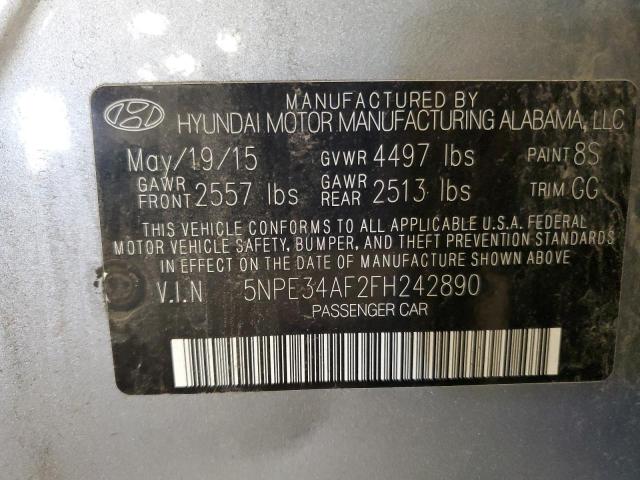 MANUFACTURED BY
HYUNDAI MOTOR MANUFACTURING ALABAMA, LLC
May/19/15 GVWR 4497 lbs PAINT 8S
GAWR FRONT 2557 lbs GAWR REAR 2513 lbs TRIM GG
THIS VEHICLE CONFORMS TO ALL APPLICABLE U.S.A. FEDERAL
MOTOR VEHICLE SAFETY, BUMPER, AND THEFT PREVENTION STANDARDS
IN EFFECT ON THE DATE OF MANUFACTURE SHOWN ABOVE
V.I.N 5NPE34AF2FH242890
PASSENGER CAR